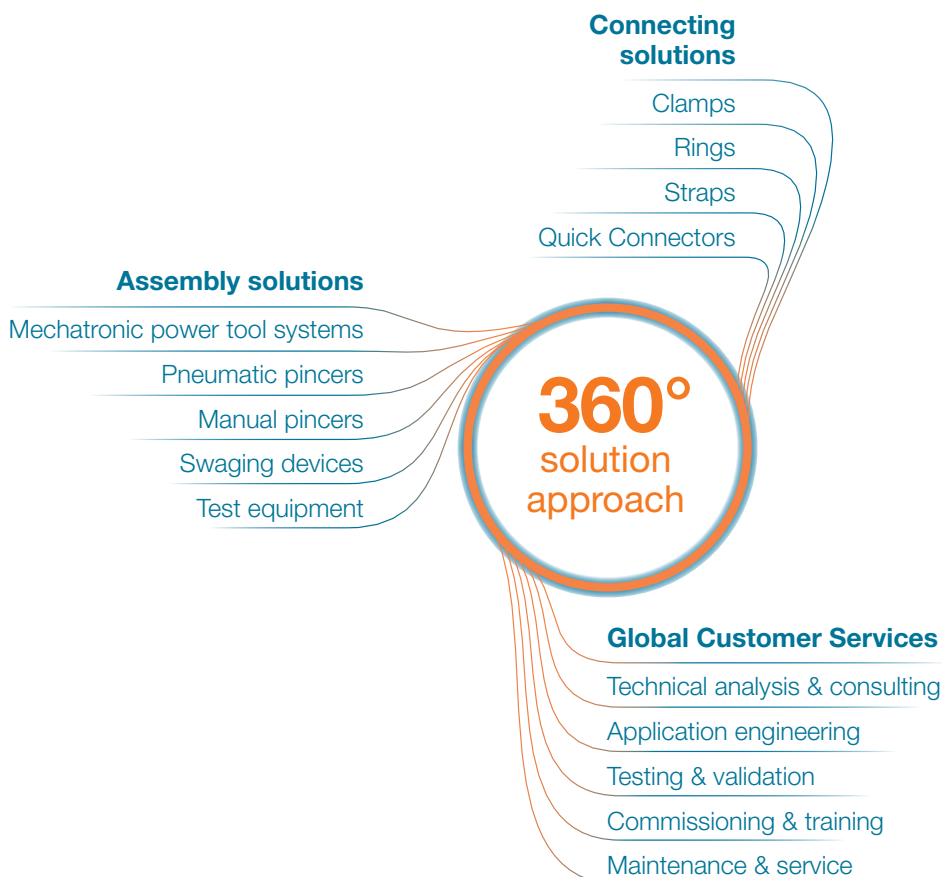 Connecting
solutions
Clamps
Rings
Straps
Quick Connectors
Assembly solutions
Mechatronic power tool systems
Pneumatic pincers
Manual pincers
Swaging devices
Test equipment
360°
solution
approach
Global Customer Services
Technical analysis & consulting
Application engineering
Testing & validation
Commissioning & training
Maintenance & service